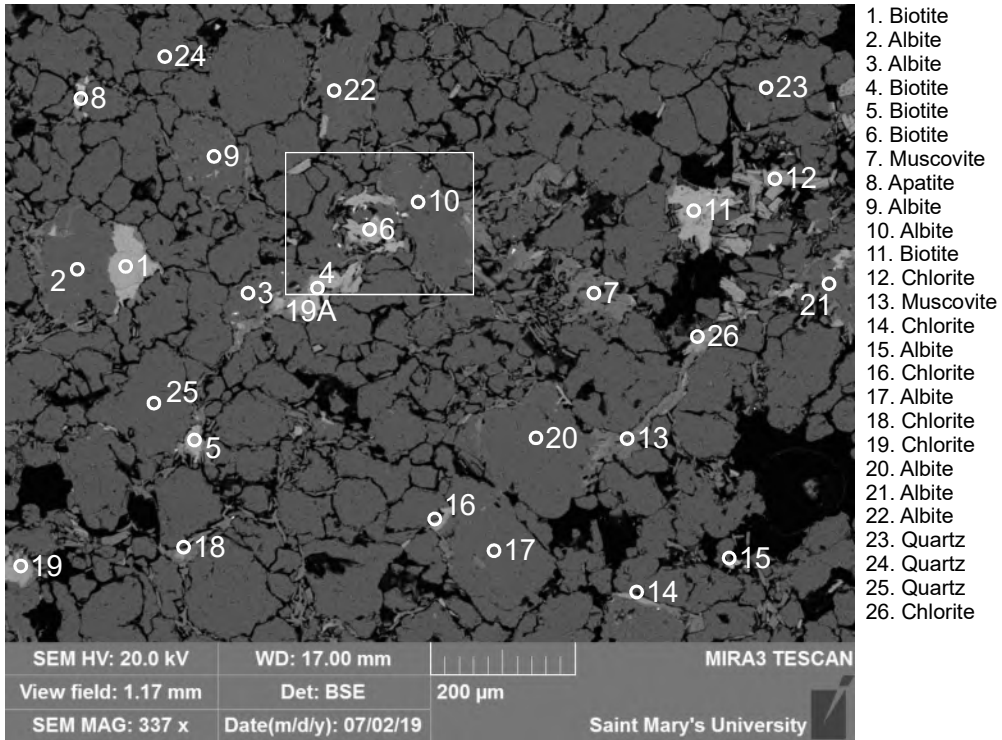 24
22
23
8
9
12
10
11
6
1
2
4
3
7
21
19A
26
25
5
20
13
16
18
17
15
19
14
1. Biotite
2. Albite
3. Albite
4. Biotite
5. Biotite
6. Biotite
7. Muscovite
8. Apatite
9. Albite
10. Albite
11. Biotite
12. Chlorite
13. Muscovite
14. Chlorite
15. Albite
16. Chlorite
17. Albite
18. Chlorite
19. Chlorite
20. Albite
21. Albite
22. Albite
23. Quartz
24. Quartz
25. Quartz
26. Chlorite
SEM HV: 20.0 kV WD: 17.00 mm MIRA3 TESCAN
View field: 1.17 mm Det: BSE 200 µm
SEM MAG: 337 x Date(m/d/y): 07/02/19 Saint Mary's University